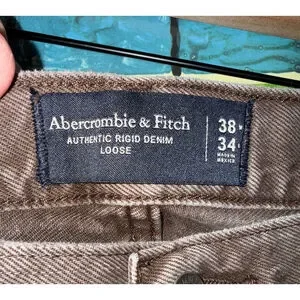 Abercrombie & Fitch
AUTHENTIC RIGID DENIM
LOOSE
38 W
34 L
MADE IN
MEXICO